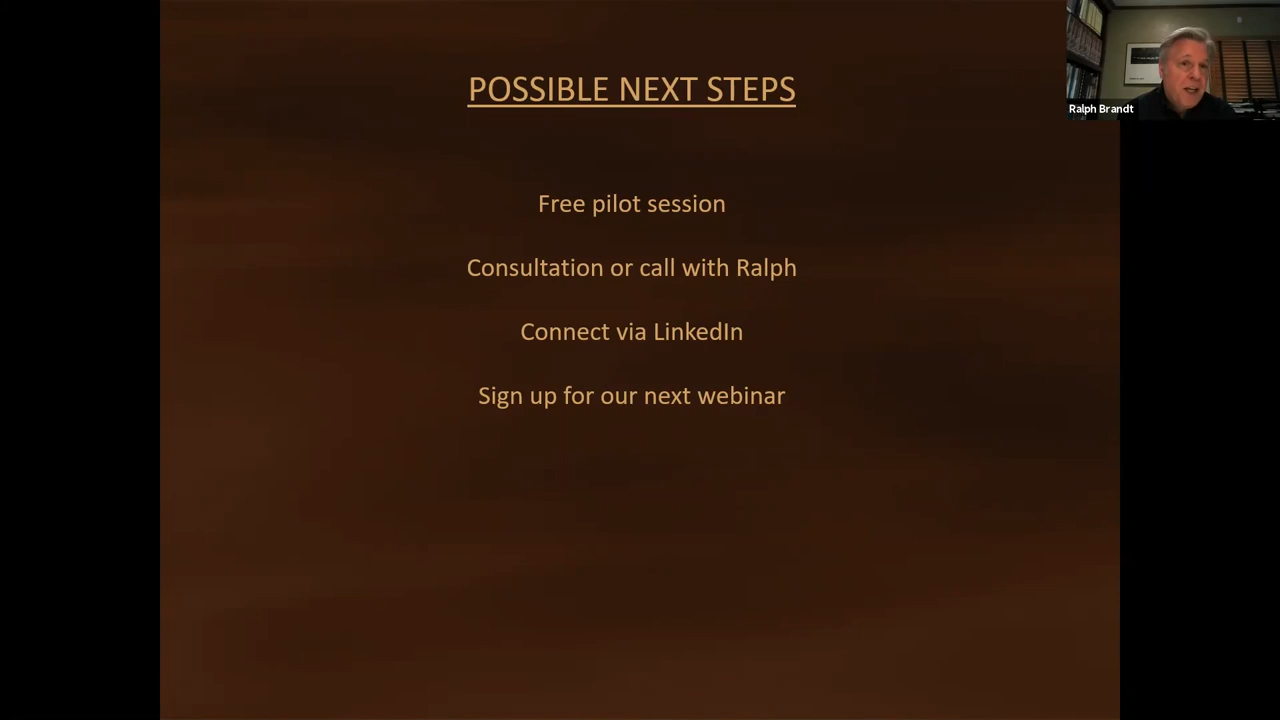 POSSIBLE NEXT STEPS
Ralph Brandt
Free pilot session
Consultation or call with Ralph
Connect via LinkedIn
Sign up for our next webinar